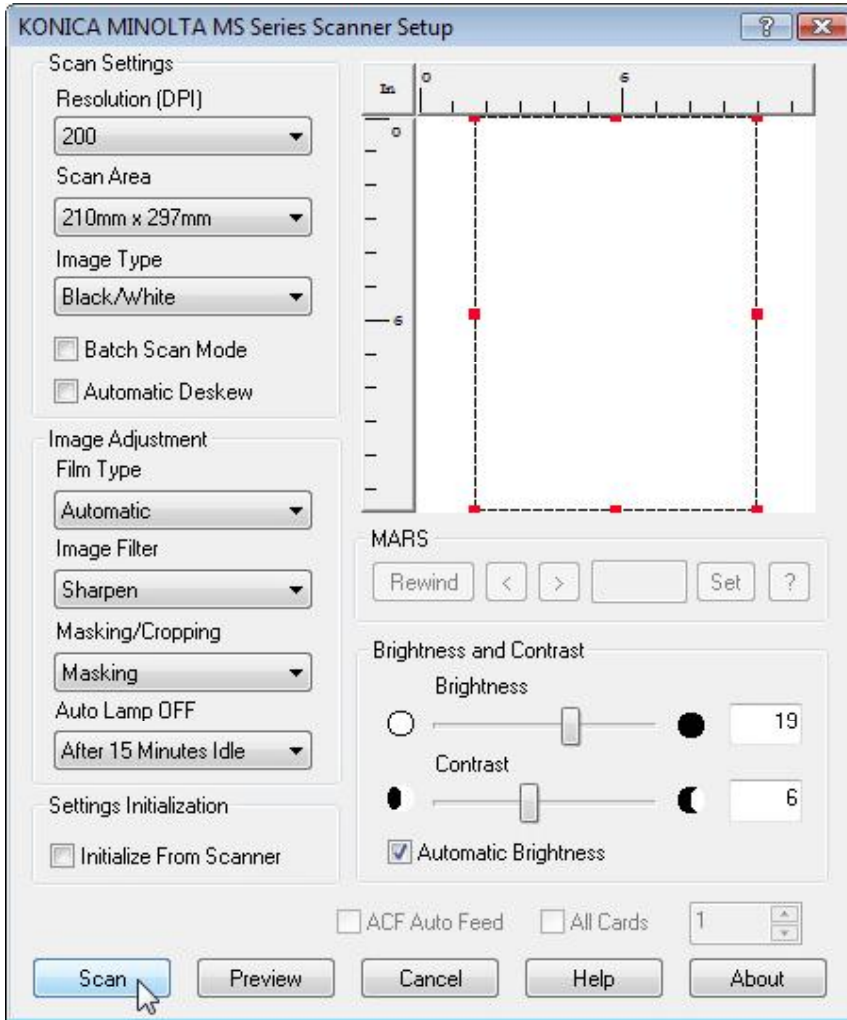 KONICA MINOLTA MS Series Scanner Setup
?
Scan Settings
Resolution (DPI)
200
Scan Area
210mm x 297mm
Image Type
Black/White
Batch Scan Mode
Automatic Deskew
Image Adjustment
Film Type
Automatic
Image Filter
Sharpen
Masking/Cropping
Masking
Auto Lamp OFF
After 15 Minutes Idle
Settings Initialization
Initialize From Scanner
In
0 6
0
6
MARS
Rewind < > Set ?
Brightness and Contrast
Brightness
19
Contrast
6
Automatic Brightness
ACF Auto Feed All Cards 1
Scan Preview Cancel Help About